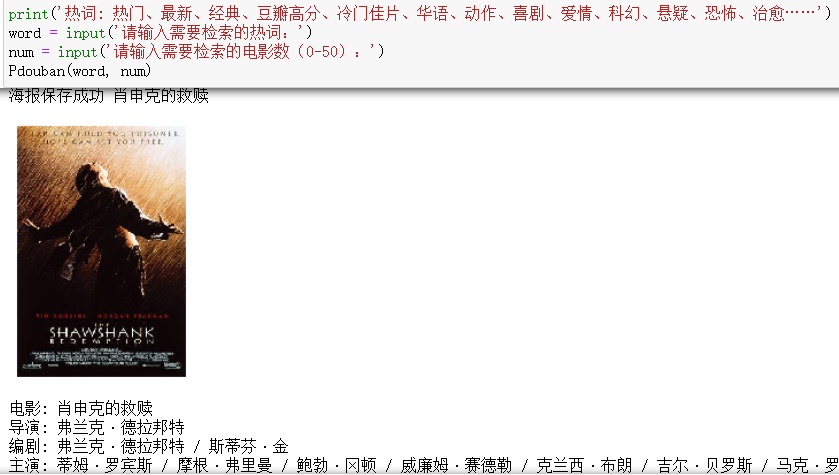 print('热词: 热门、最新、经典、豆瓣高分、冷门佳片、华语、动作、喜剧、爱情、科幻、悬疑、恐怖、治愈……')
word = input('请输入需要检索的热词：')
num = input('请输入需要检索的电影数（0-50）：')
Pdouban(word, num)
海报保存成功 肖申克的救赎
FEAR CAN HOLD YOU PRISONER
HOPE CAN SET YOU FREE.
TIM ROBBINS MORGAN FREEMAN
THE
SHAWSHANK
REDEMPTION
电影: 肖申克的救赎
导演: 弗兰克·德拉邦特
编剧: 弗兰克·德拉邦特 / 斯蒂芬·金
主演: 蒂姆·罗宾斯 / 摩根·弗里曼 / 鲍勃·冈顿 / 威廉姆·赛德勒 / 克兰西·布朗 / 吉尔·贝罗斯 / 马克·